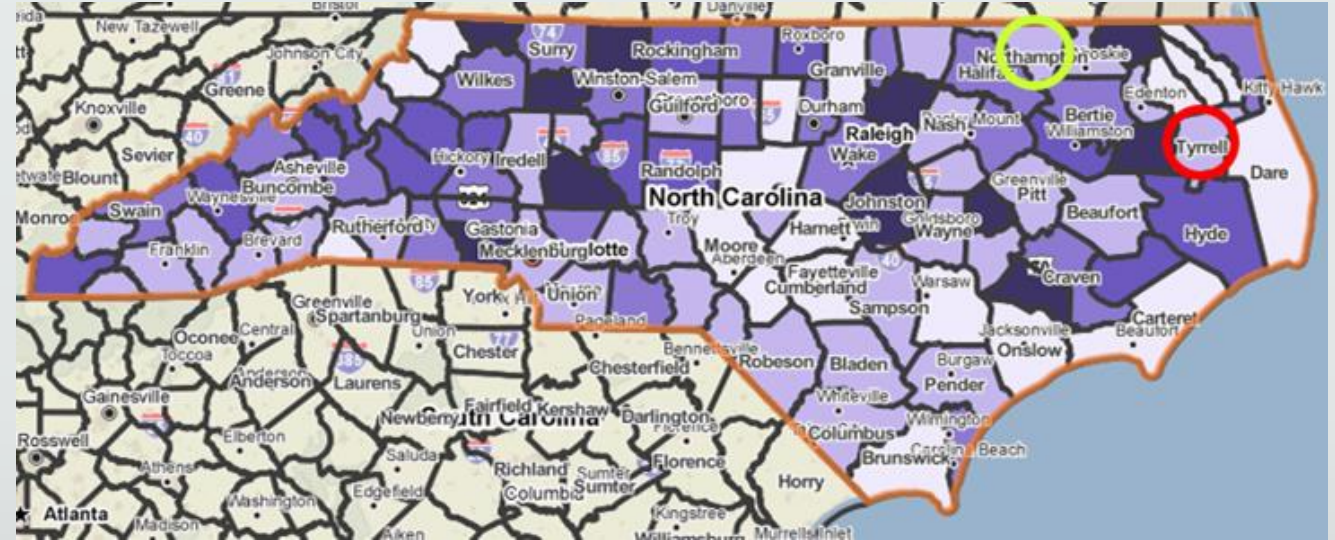 Bristol
Danville
New Tazewell
Johnson City
Surry
Rockingham
Roxboro
Northampton
Halifax
Wilkes
Winston-Salem
Granville
Greene
Guilford
Durham
Edenton
Kitty Hawk
Knoxville
Raleigh
Nash
Mount
Bertie
Williamston
Tyrrell
Sevier
Hickory
Iredell
Wake
Blount
Asheville
Randolph
Dare
Buncombe
Waynesville
North Carolina
Johnston
Greenville
Pitt
Swain
Beaufort
Monroe
Rutherford
Gastonia
Troy
Harnett
Goldsboro
Wayne
Hyde
Franklin
Brevard
Mecklenburg
lotte
Moore
Aberdeen
Craven
Fayetteville
Cumberland
Warsaw
Sampson
Greenville
York
Union
Spartanburg
Pageland
Carteret
Oconee
Central
Union
Jacksonville
Beaufort
Toccoa
Chester
Bennettsville
Onslow
Anderson
Laurens
Chesterfield
Robeson
Bladen
Burgaw
Pender
Gainesville
Newberry
Fairfield
Kershaw
Darlington
Whiteville
South Carolina
Florence
Wilmington
Columbus
Rosswell
Elberton
Saluda
Brunswick
Beach
Athens
Richland
Florence
Sumter
Horry
Edgefield
Columbia
Sumter
Washington
Atlanta
Kingstree
Madison
Aiken
Williamsburg
Murrells Inlet